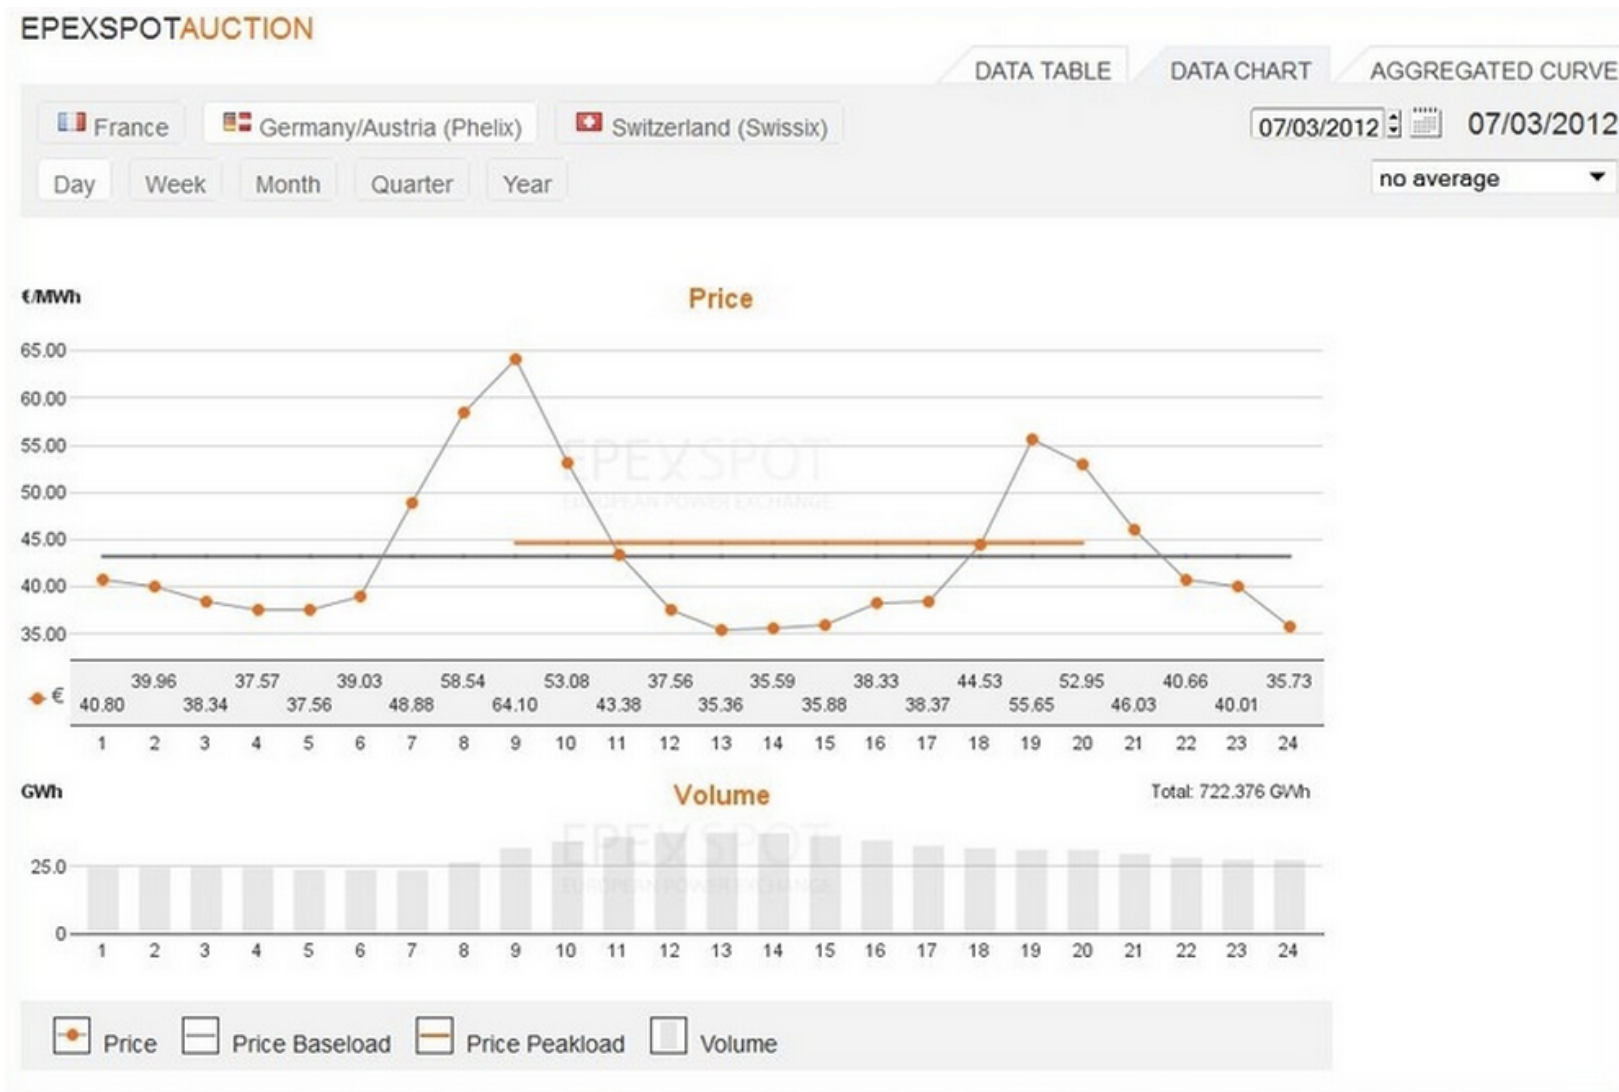 EPEXSPOTAUCTION
DATA TABLE DATA CHART AGGREGATED CURVE
France Germany/Austria (Phelix) Switzerland (Swissix) 07/03/2012 07/03/2012
Day Week Month Quarter Year no average
€/MWh Price
65.00
60.00
55.00
EPEXSPOT
50.00
EUROPEAN POWER EXCHANGE
45.00
40.00
35.00
39.96 37.57 39.03 58.54 53.08 37.56 35.59 38.33 44.53 52.95 40.66 35.73
€ 40.80 38.34 37.56 48.88 64.10 43.38 35.36 35.88 38.37 55.65 46.03 40.01
1 2 3 4 5 6 7 8 9 10 11 12 13 14 15 16 17 18 19 20 21 22 23 24
GWh Volume Total: 722.376 GWh
EPEXSPOT
25.0
EUROPEAN POWER EXCHANGE
0
1 2 3 4 5 6 7 8 9 10 11 12 13 14 15 16 17 18 19 20 21 22 23 24
Price Price Baseload Price Peakload Volume